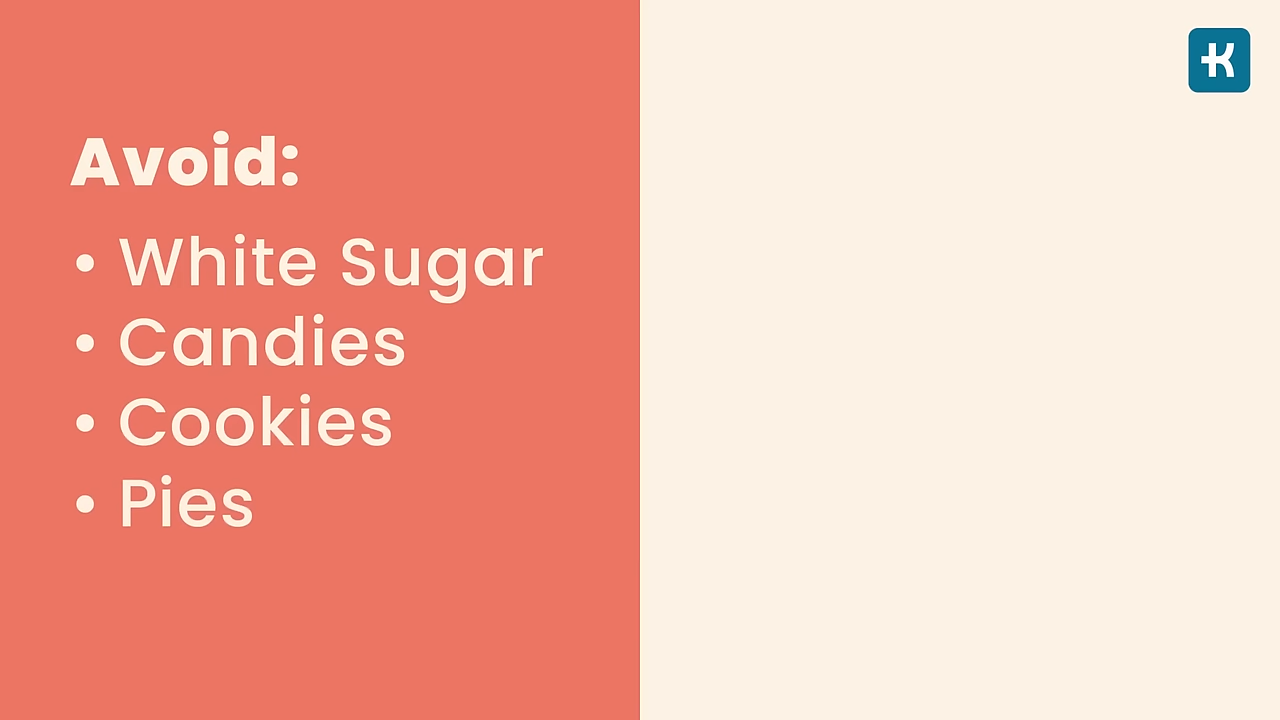 Avoid:
• White Sugar
• Candies
• Cookies
• Pies
K